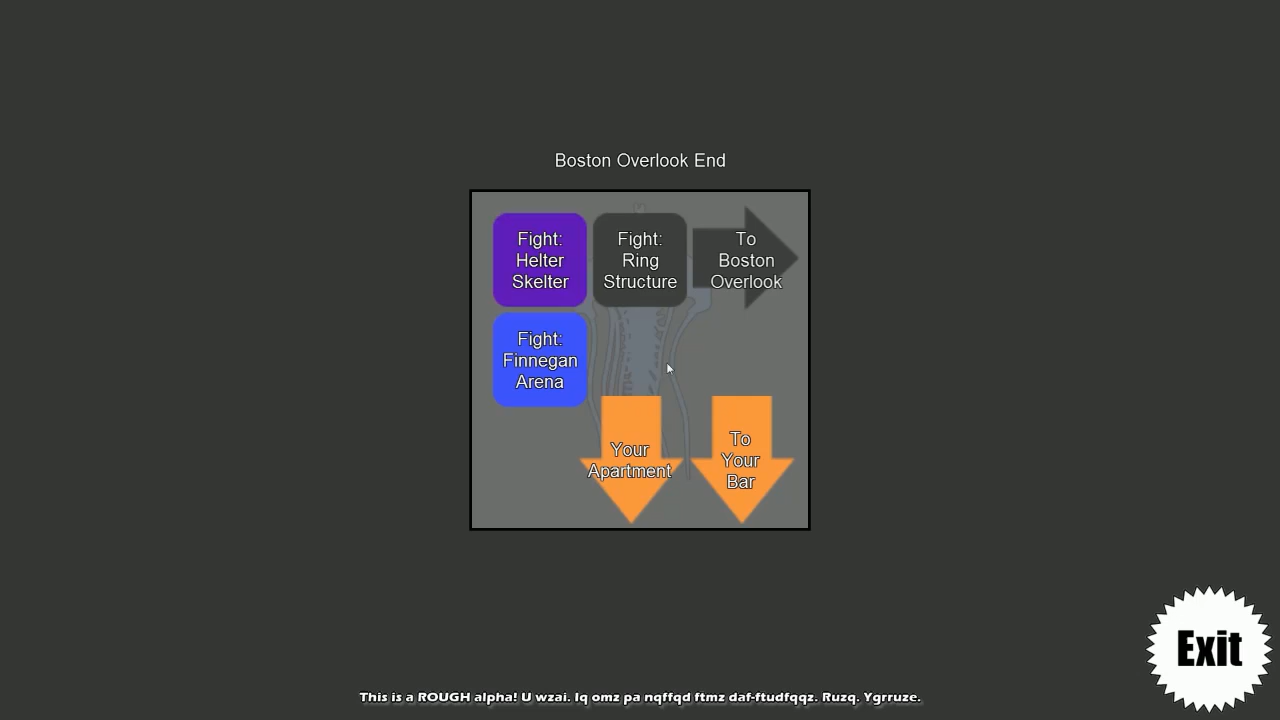 Boston Overlook End
Fight:
Helter
Skelter
Fight:
Ring
Structure
To
Boston
Overlook
Fight:
Finnegan
Arena
Your
Apartment
To
Your
Bar
Exit
This is a ROUGH alpha! U wzai. Iq omz pa nqffqd ftmz daf-ftudfqqz. Ruzq. Ygrruze.